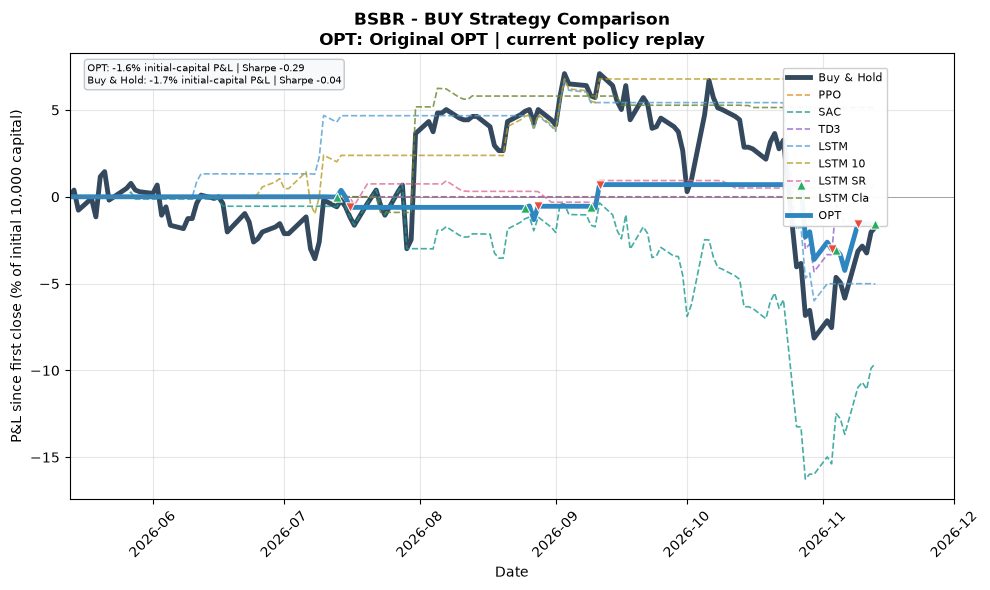 BSBR - BUY Strategy Comparison
OPT: Original OPT | current policy replay
OPT: -1.6% initial-capital P&L | Sharpe -0.29
Buy & Hold: -1.7% initial-capital P&L | Sharpe -0.04
Buy & Hold
PPO
SAC
TD3
LSTM
LSTM 10
LSTM SR
LSTM Cla
OPT
P&L since first close (% of initial 10,000 capital)
5
0
−5
−10
−15
2026-06
2026-07
2026-08
2026-09
2026-10
2026-11
2026-12
Date